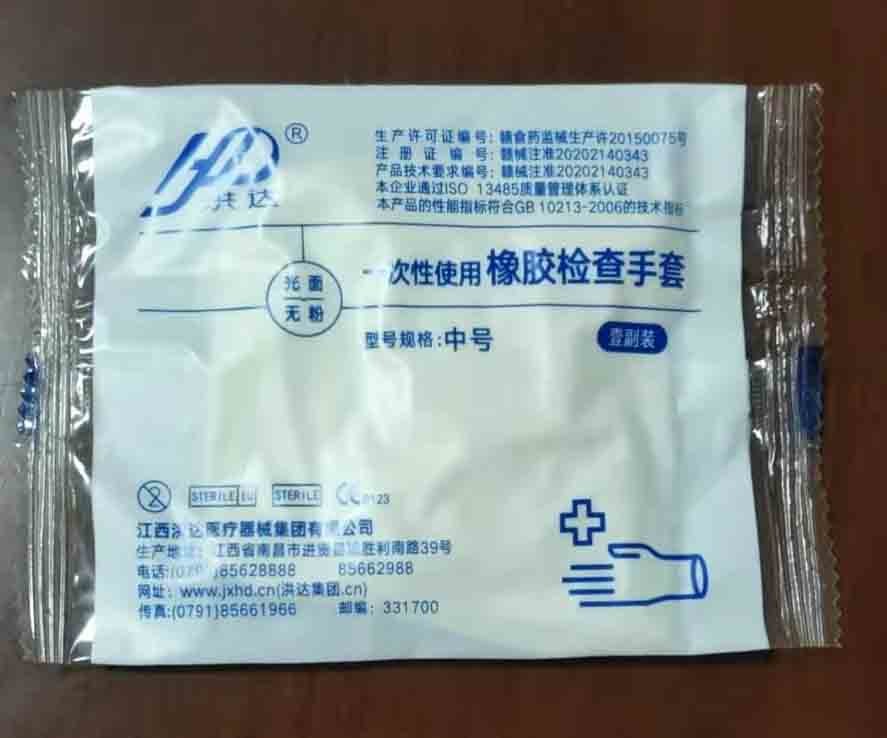 ®
洪达
生产许可证编号: 赣食药监械生产许20150075号
注册证编号: 赣械注准20202140343
产品技术要求编号: 赣械注准20202140343
本企业通过ISO 13485质量管理体系认证
本产品的性能指标符合GB 10213-2006的技术指标
光面
无粉
一次性使用橡胶检查手套
型号规格:中号
壹副装
STERILE
STERILE
CE 0123
江西洪达医疗器械集团有限公司
生产地址: 江西省南昌市进贤县 胜利南路39号
电话: )85628888 85662988
网址: www.jxhd.cn(洪达集团.cn)
传真:(0791)85661966 邮编: 331700